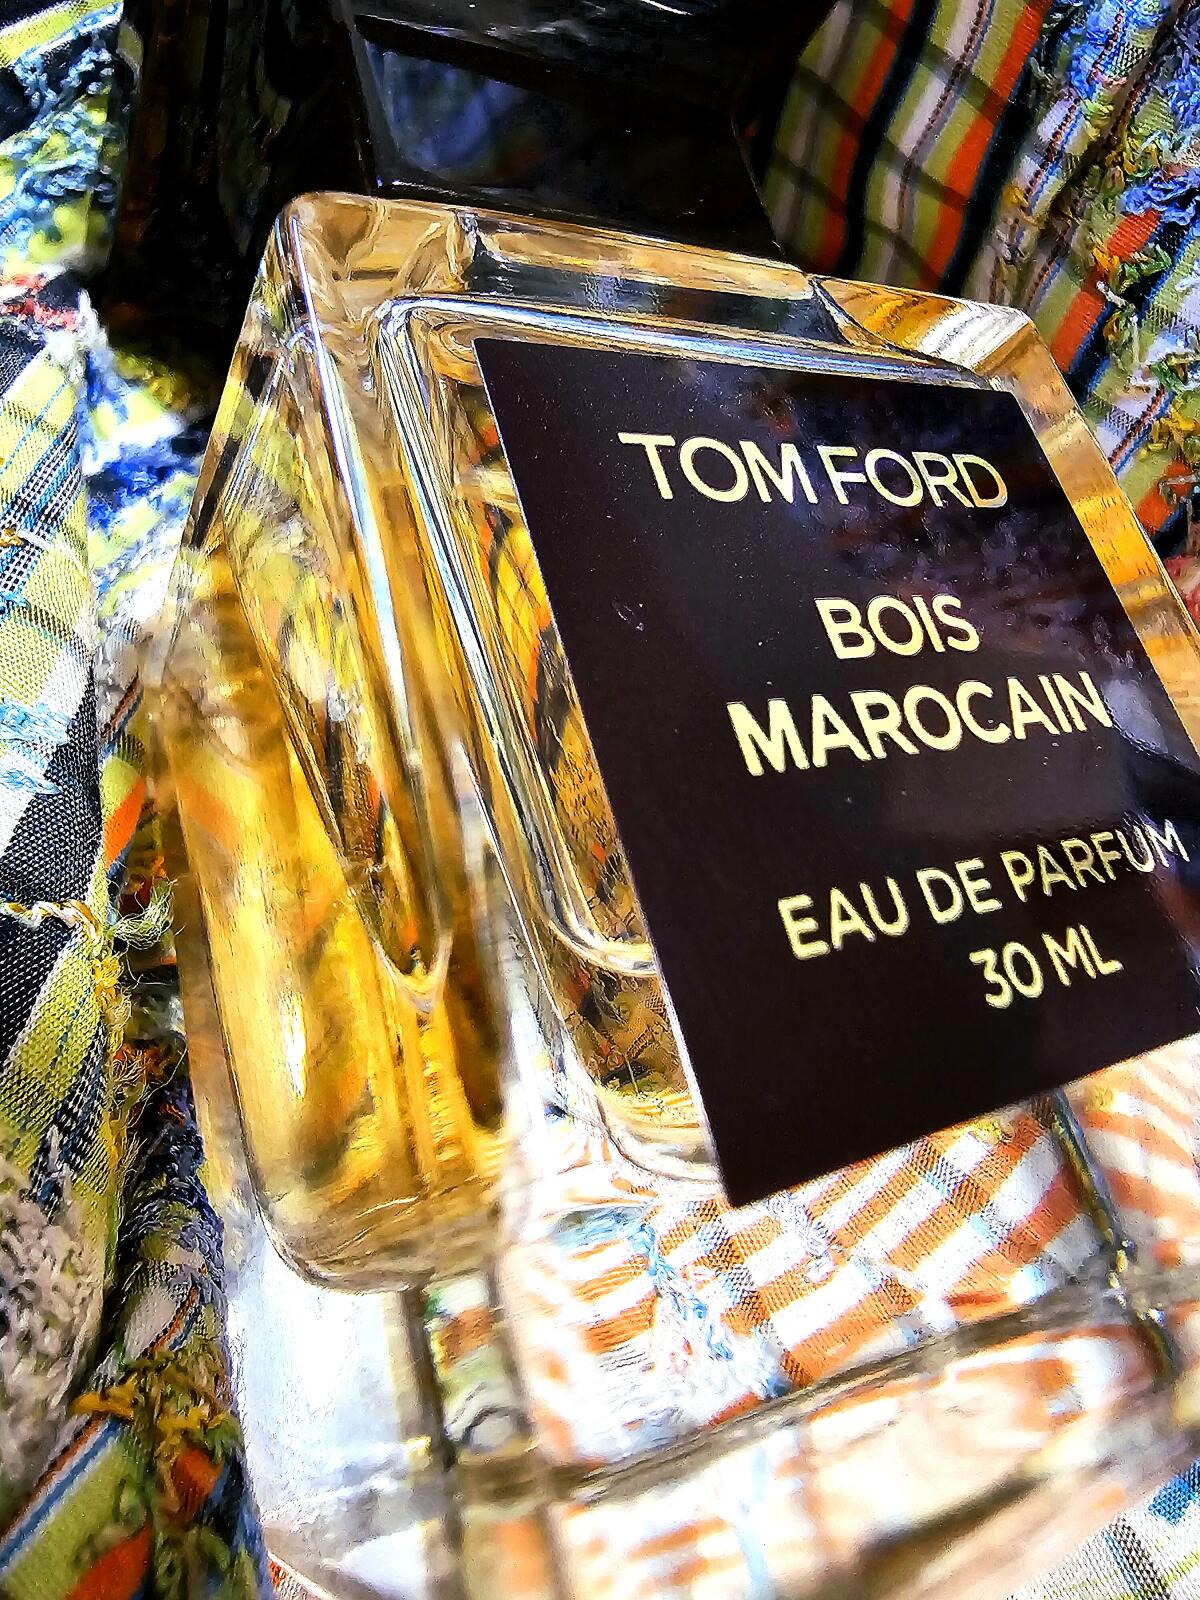 TOM FORD
BOIS
MAROCAIN
EAU DE PARFUM
30 ML